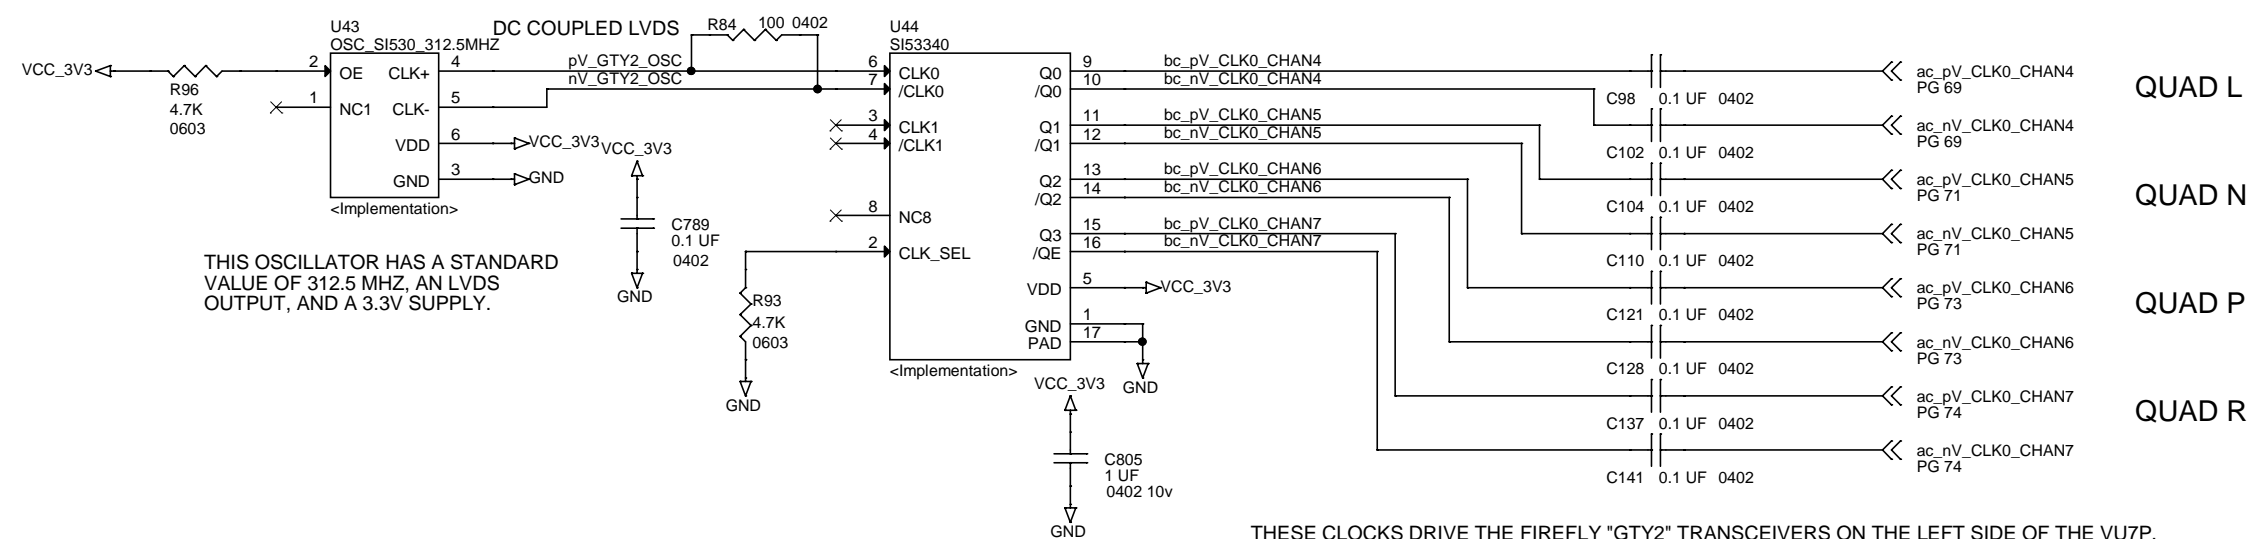 U43
OSC_SI530_312.5MHZ
DC COUPLED LVDS
R84
100 0402
VCC_3V3
R96
4.7K
0603
2
OE
1
NC1
CLK+
4
CLK-
5
VDD
6
VCC_3V3
GND
3
GND
<Implementation>
pV_GTY2_OSC
nV_GTY2_OSC
THIS OSCILLATOR HAS A STANDARD
VALUE OF 312.5 MHZ, AN LVDS
OUTPUT, AND A 3.3V SUPPLY.
VCC_3V3
C789
0.1 UF
0402
GND
R93
4.7K
0603
GND
U44
SI53340
6
CLK0
7
/CLK0
3
CLK1
4
/CLK1
8
NC8
2
CLK_SEL
Q0
9
/Q0
10
Q1
11
/Q1
12
Q2
13
/Q2
14
Q3
15
/QE
16
VDD
5
VCC_3V3
GND
1
PAD
17
GND
<Implementation>
VCC_3V3
C805
1 UF
0402 10v
GND
bc_pV_CLK0_CHAN4
bc_nV_CLK0_CHAN4
bc_pV_CLK0_CHAN5
bc_nV_CLK0_CHAN5
bc_pV_CLK0_CHAN6
bc_nV_CLK0_CHAN6
bc_pV_CLK0_CHAN7
bc_nV_CLK0_CHAN7
C98 0.1 UF 0402
C102 0.1 UF 0402
C104 0.1 UF 0402
C110 0.1 UF 0402
C121 0.1 UF 0402
C128 0.1 UF 0402
C137 0.1 UF 0402
C141 0.1 UF 0402
ac_pV_CLK0_CHAN4
PG 69
ac_nV_CLK0_CHAN4
PG 69
ac_pV_CLK0_CHAN5
PG 71
ac_nV_CLK0_CHAN5
PG 71
ac_pV_CLK0_CHAN6
PG 73
ac_nV_CLK0_CHAN6
PG 73
ac_pV_CLK0_CHAN7
PG 74
ac_nV_CLK0_CHAN7
PG 74
QUAD L
QUAD N
QUAD P
QUAD R
THESE CLOCKS DRIVE THE FIREFLY "GTY2" TRANSCEIVERS ON THE LEFT SIDE OF THE VU7P.